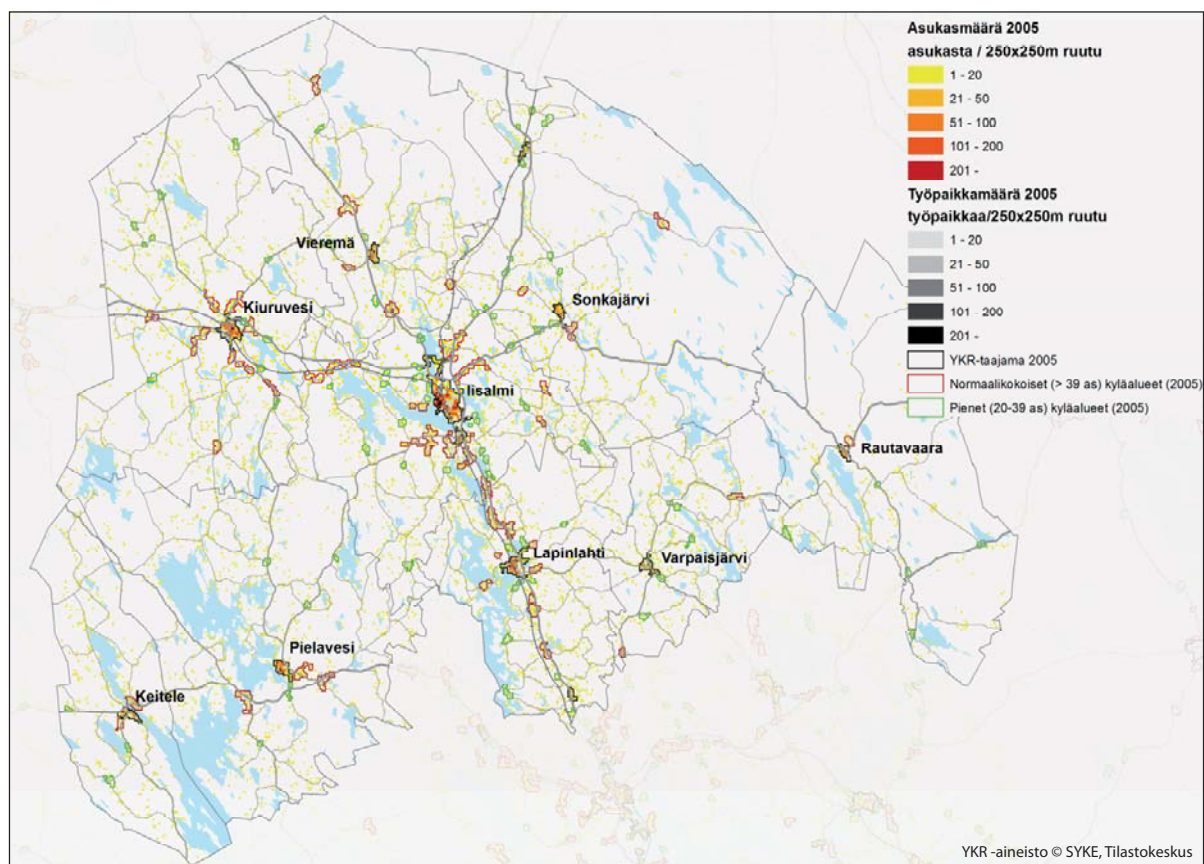 Asukasmäärä 2005
asukasta / 250x250m ruutu
1 - 20
21 - 50
51 - 100
101 - 200
201 -
Työpaikkamäärä 2005
työpaikkaa/250x250m ruutu
1 - 20
21 - 50
51 - 100
101 - 200
201 -
YKR-taajama 2005
Normaalikokoiset (> 39 as) kyläalueet (2005)
Pienet (20-39 as) kyläalueet (2005)
Vieremä
Kiuruvesi
Sonkajärvi
Iisalmi
Rautavaara
Lapinlahti
Varpaisjärvi
Pielavesi
Keitele
YKR -aineisto © SYKE, Tilastokeskus